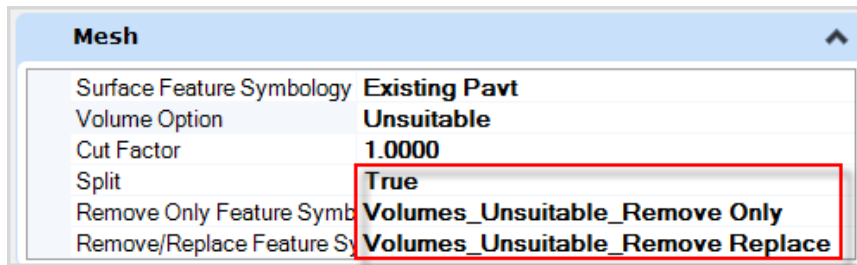 Mesh
Surface Feature Symbology Existing Pavt
Volume Option Unsuitable
Cut Factor 1.0000
Split True
Remove Only Feature Symb Volumes_Unsuitable_Remove Only
Remove/Replace Feature Sy Volumes_Unsuitable_Remove Replace